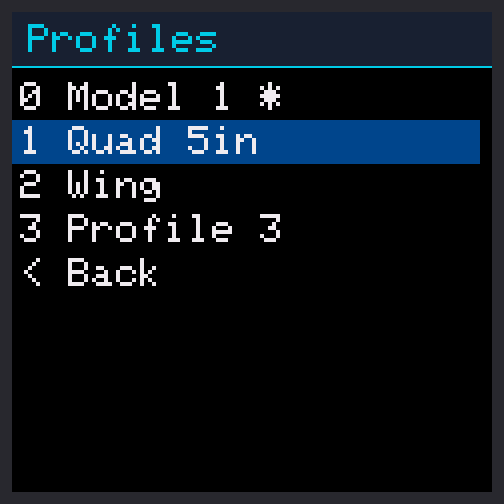 Profiles
0 Model 1 *
1 Quad 5in
2 Wing
3 Profile 3
< Back